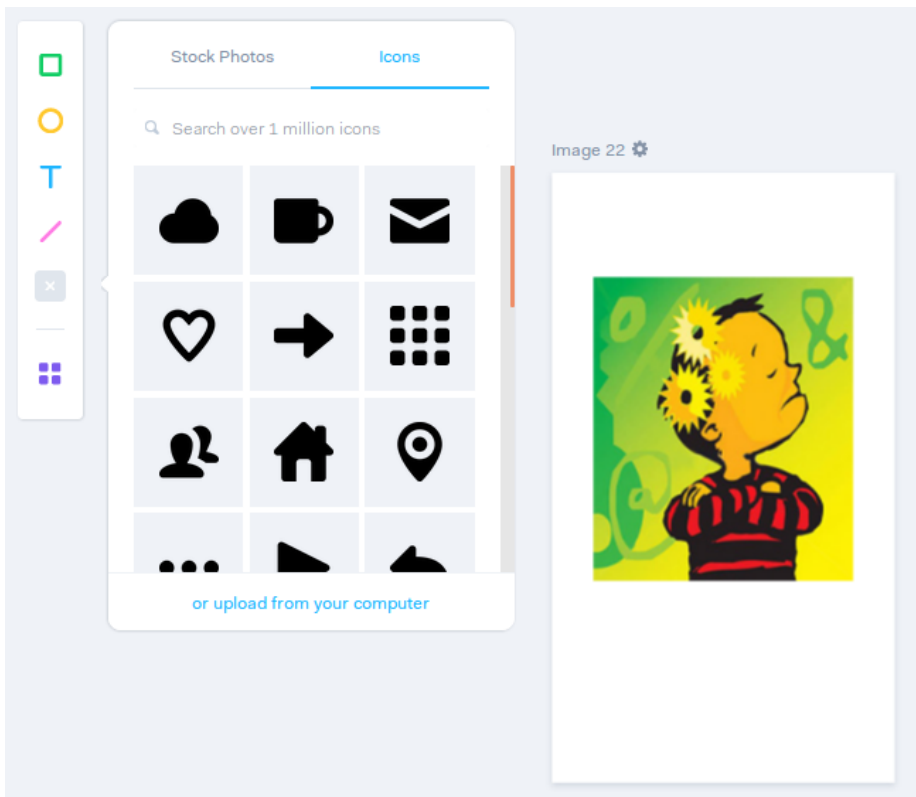 Stock Photos
Icons
Search over 1 million icons
Image 22
T
&
@
or upload from your computer